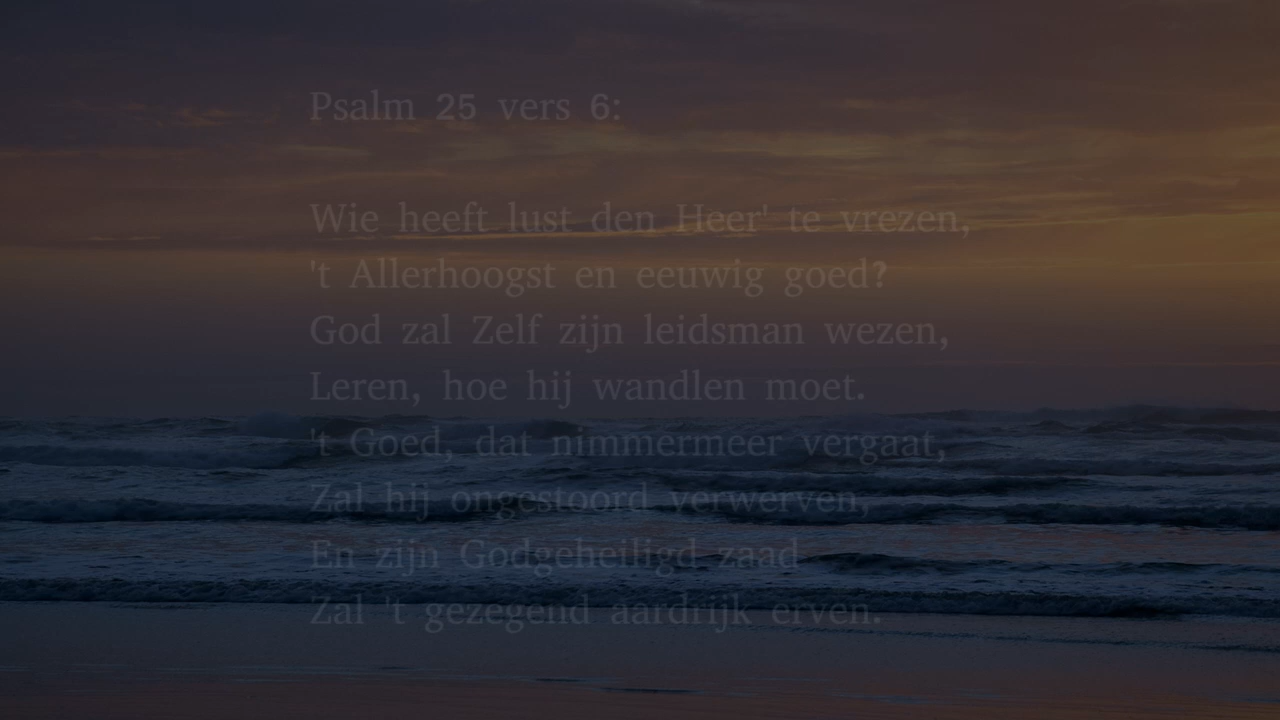 Psalm 25 vers 6:
Wie heeft lust den Heer' te vrezen,
't Allerhoogst en eeuwig goed?
God zal Zelf zijn leidsman wezen,
Leren, hoe hij wandlen moet.
't Goed, dat nimmermeer vergaat,
Zal hij ongestoord verwerven,
En zijn Godgeheiligd zaad
Zal 't gezegend aardrijk erven.